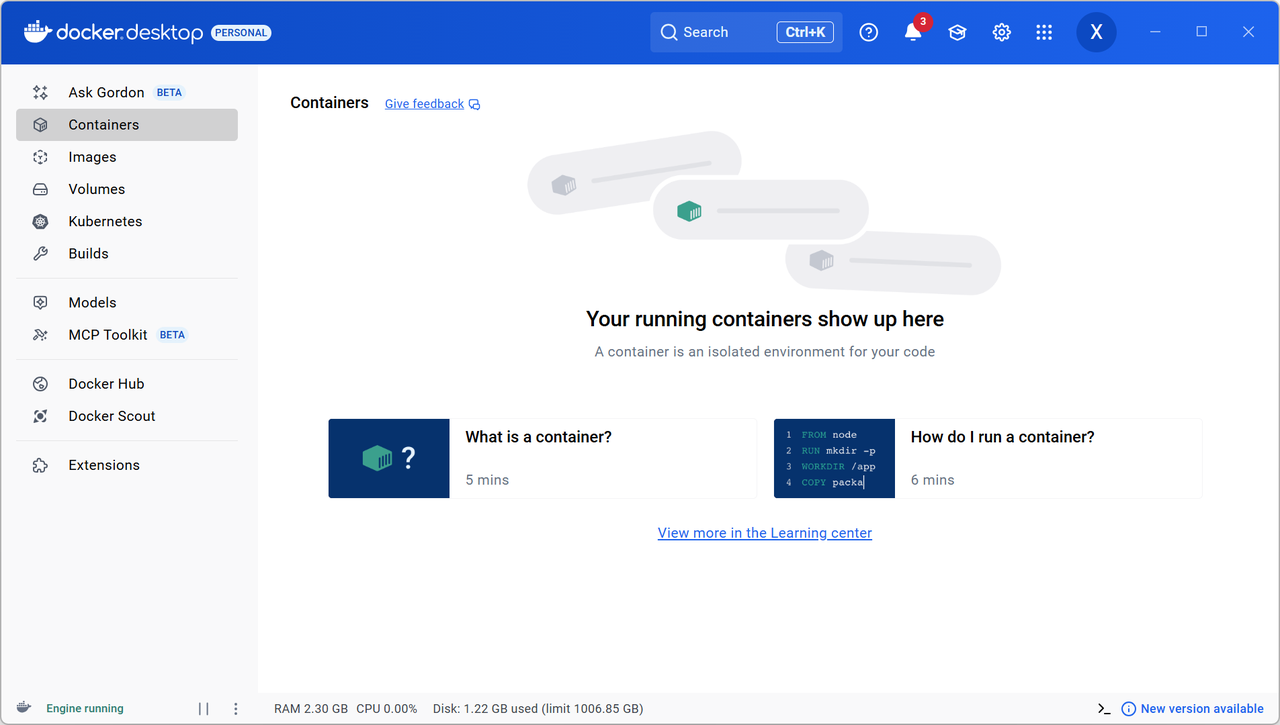 docker.desktop PERSONAL Search Ctrl+K 3 X
Ask Gordon BETA
Containers
Images
Volumes
Kubernetes
Builds
Models
MCP Toolkit BETA
Docker Hub
Docker Scout
Extensions
Containers Give feedback
Your running containers show up here
A container is an isolated environment for your code
?
What is a container?
5 mins
1 FROM node
2 RUN mkdir -p
3 WORKDIR /app
4 COPY packa
How do I run a container?
6 mins
View more in the Learning center
Engine running RAM 2.30 GB CPU 0.00% Disk: 1.22 GB used (limit 1006.85 GB) New version available